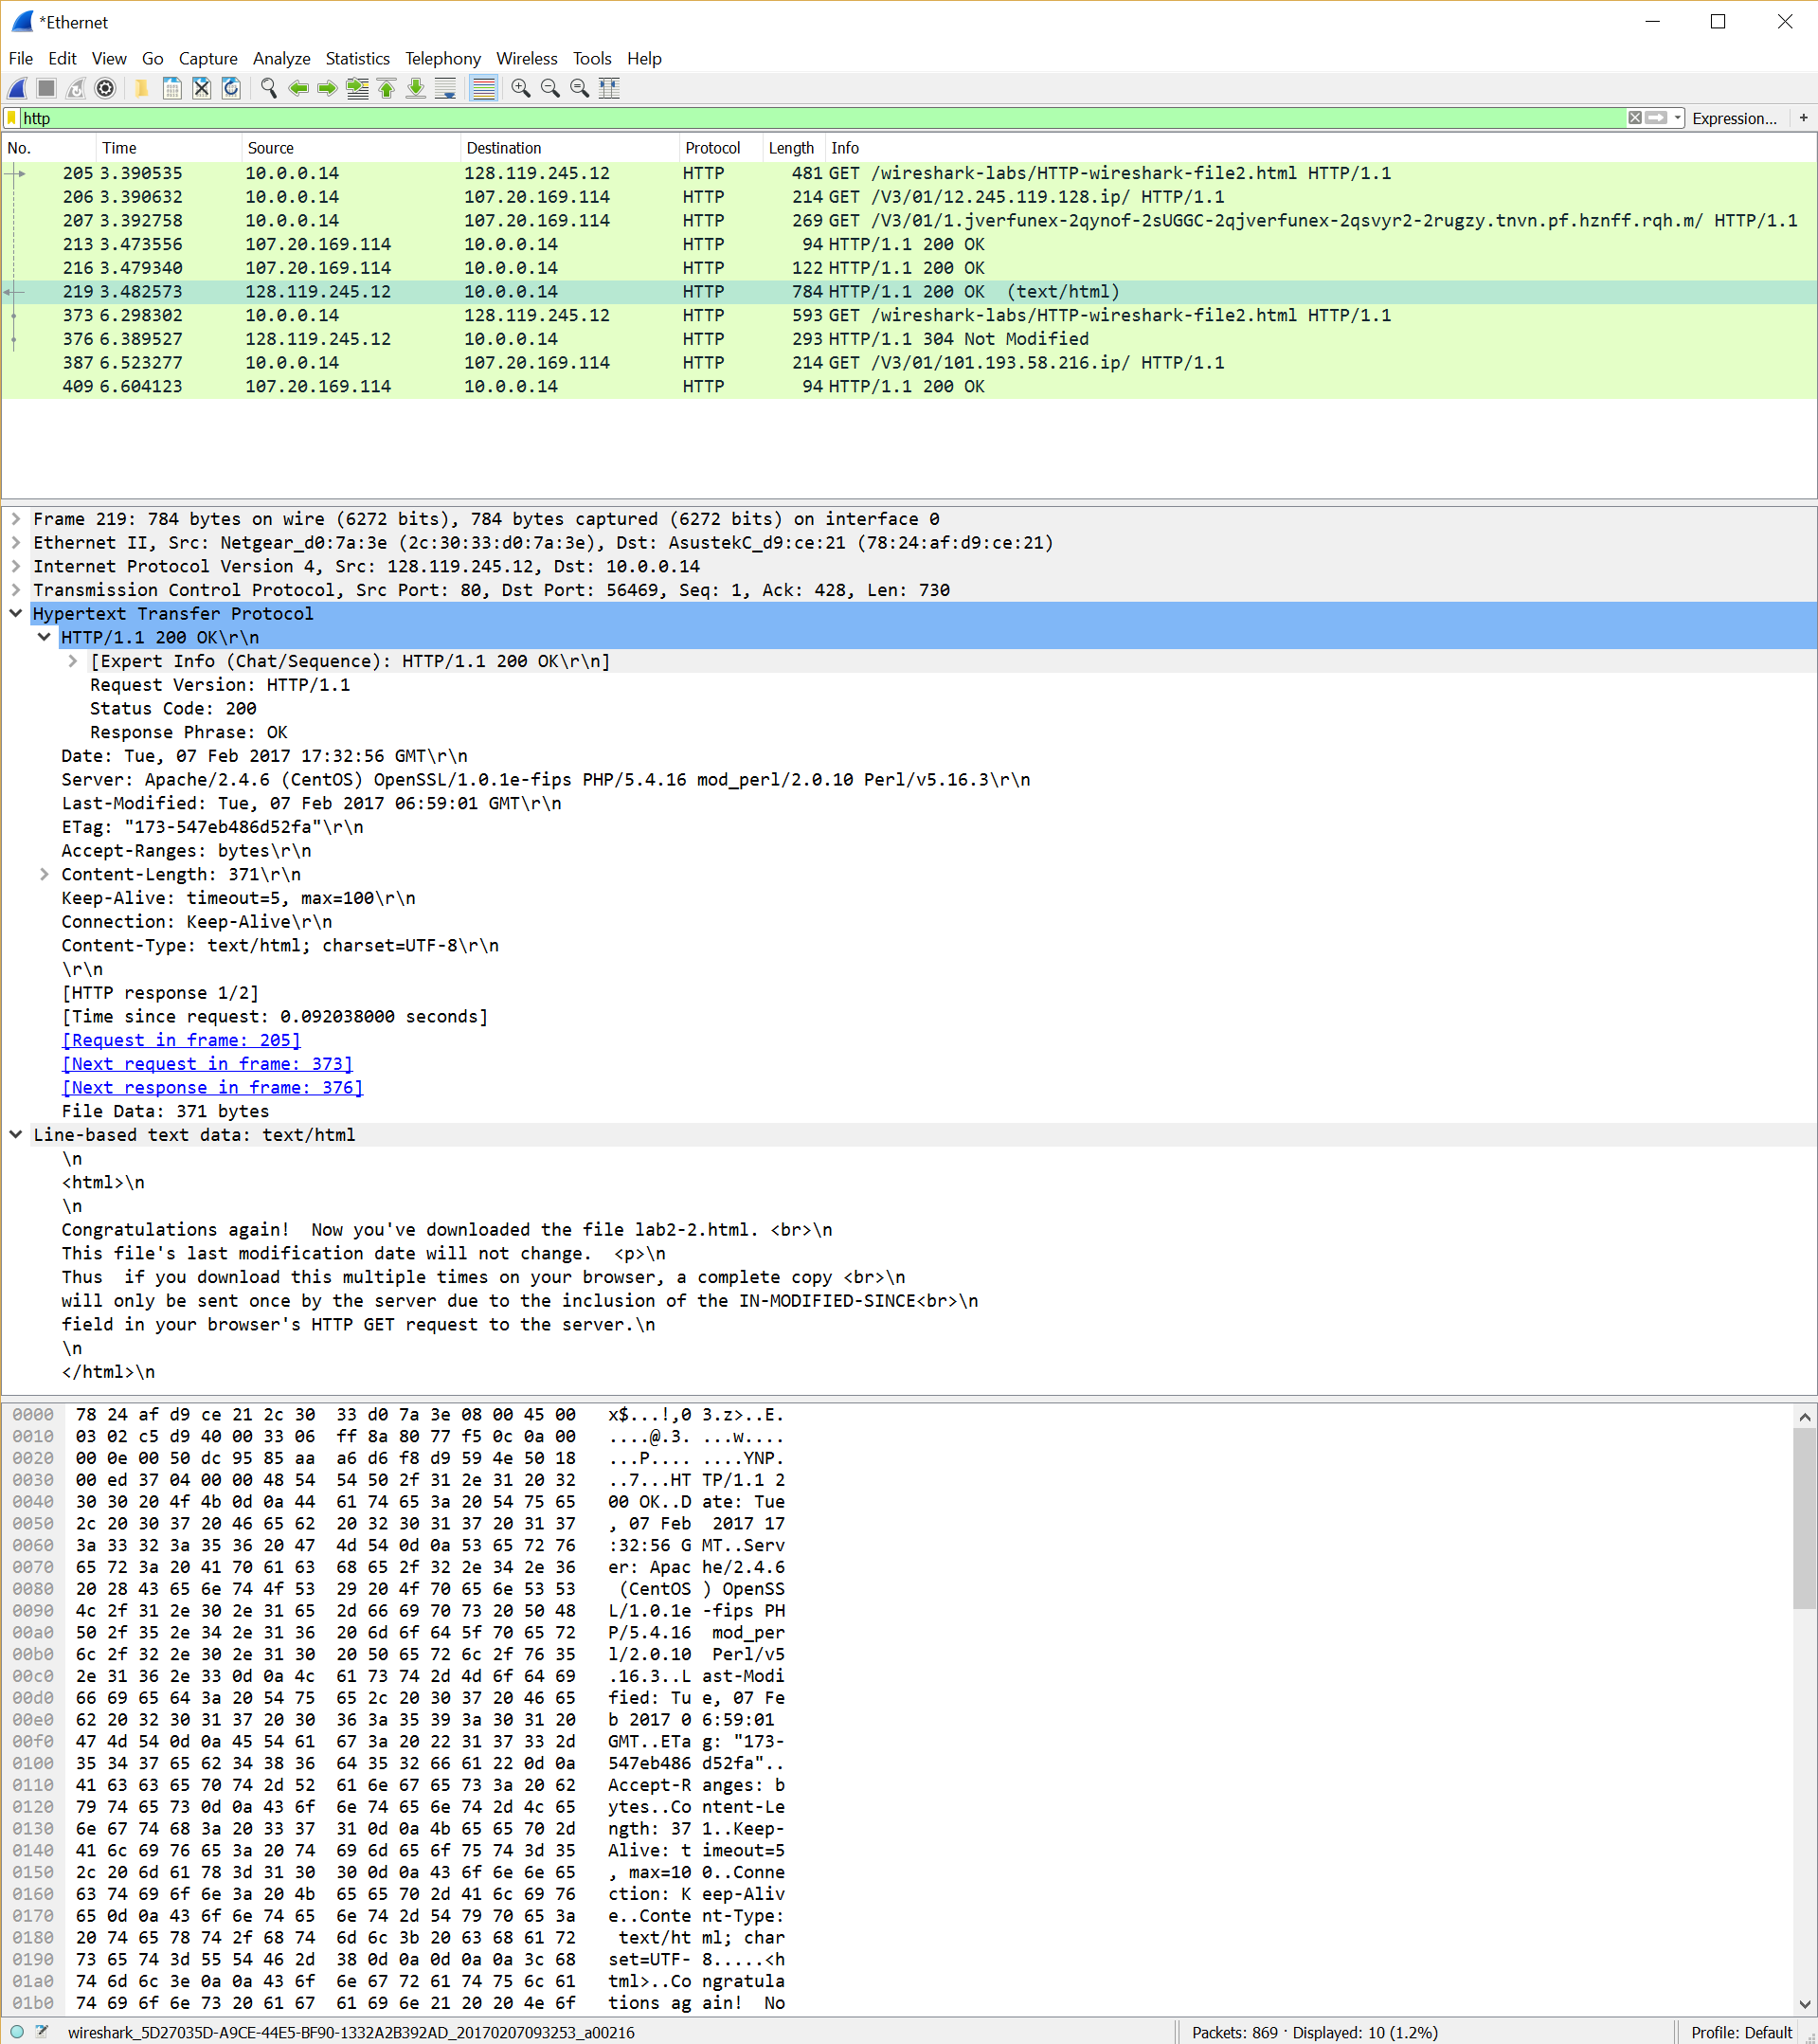 *Ethernet
File Edit View Go Capture Analyze Statistics Telephony Wireless Tools Help
http Expression... +
No. Time Source Destination Protocol Length Info
205 3.390535 10.0.0.14 128.119.245.12 HTTP 481 GET /wireshark-labs/HTTP-wireshark-file2.html HTTP/1.1
206 3.390632 10.0.0.14 107.20.169.114 HTTP 214 GET /V3/01/12.245.119.128.ip/ HTTP/1.1
207 3.392758 10.0.0.14 107.20.169.114 HTTP 269 GET /V3/01/1.jverfunex-2qynof-2sUGGC-2qjverfunex-2qsvyr2-2rugzy.tnvn.pf.hznff.rqh.m/ HTTP/1.1
213 3.473556 107.20.169.114 10.0.0.14 HTTP 94 HTTP/1.1 200 OK
216 3.479340 107.20.169.114 10.0.0.14 HTTP 122 HTTP/1.1 200 OK
219 3.482573 128.119.245.12 10.0.0.14 HTTP 784 HTTP/1.1 200 OK (text/html)
373 6.298302 10.0.0.14 128.119.245.12 HTTP 593 GET /wireshark-labs/HTTP-wireshark-file2.html HTTP/1.1
376 6.389527 128.119.245.12 10.0.0.14 HTTP 293 HTTP/1.1 304 Not Modified
387 6.523277 10.0.0.14 107.20.169.114 HTTP 214 GET /V3/01/101.193.58.216.ip/ HTTP/1.1
409 6.604123 107.20.169.114 10.0.0.14 HTTP 94 HTTP/1.1 200 OK
Frame 219: 784 bytes on wire (6272 bits), 784 bytes captured (6272 bits) on interface 0
Ethernet II, Src: Netgear_d0:7a:3e (2c:30:33:d0:7a:3e), Dst: AsustekC_d9:ce:21 (78:24:af:d9:ce:21)
Internet Protocol Version 4, Src: 128.119.245.12, Dst: 10.0.0.14
Transmission Control Protocol, Src Port: 80, Dst Port: 56469, Seq: 1, Ack: 428, Len: 730
Hypertext Transfer Protocol
HTTP/1.1 200 OK\r\n
[Expert Info (Chat/Sequence): HTTP/1.1 200 OK\r\n]
Request Version: HTTP/1.1
Status Code: 200
Response Phrase: OK
Date: Tue, 07 Feb 2017 17:32:56 GMT\r\n
Server: Apache/2.4.6 (CentOS) OpenSSL/1.0.1e-fips PHP/5.4.16 mod_perl/2.0.10 Perl/v5.16.3\r\n
Last-Modified: Tue, 07 Feb 2017 06:59:01 GMT\r\n
ETag: "173-547eb486d52fa"\r\n
Accept-Ranges: bytes\r\n
Content-Length: 371\r\n
Keep-Alive: timeout=5, max=100\r\n
Connection: Keep-Alive\r\n
Content-Type: text/html; charset=UTF-8\r\n
\r\n
[HTTP response 1/2]
[Time since request: 0.092038000 seconds]
[Request in frame: 205]
[Next request in frame: 373]
[Next response in frame: 376]
File Data: 371 bytes
Line-based text data: text/html
\n
<html>\n
\n
Congratulations again!  Now you've downloaded the file lab2-2.html. <br>\n
This file's last modification date will not change.  <p>\n
Thus  if you download this multiple times on your browser, a complete copy <br>\n
will only be sent once by the server due to the inclusion of the IN-MODIFIED-SINCE<br>\n
field in your browser's HTTP GET request to the server.\n
\n
</html>\n
0000 78 24 af d9 ce 21 2c 30 33 d0 7a 3e 08 00 45 00 x$...!,0 3.z>..E.
0010 03 02 c5 d9 40 00 33 06 ff 8a 80 77 f5 0c 0a 00 ....@.3. ...w....
0020 00 0e 00 50 dc 95 85 aa a6 d6 f8 d9 59 4e 50 18 ...P.... ....YNP.
0030 00 ed 37 04 00 00 48 54 54 50 2f 31 2e 31 20 32 ..7...HT TP/1.1 2
0040 30 30 20 4f 4b 0d 0a 44 61 74 65 3a 20 54 75 65 00 OK..D ate: Tue
0050 2c 20 30 37 20 46 65 62 20 32 30 31 37 20 31 37 , 07 Feb  2017 17
0060 3a 33 32 3a 35 36 20 47 4d 54 0d 0a 53 65 72 76 :32:56 G MT..Serv
0070 65 72 3a 20 41 70 61 63 68 65 2f 32 2e 34 2e 36 er: Apac he/2.4.6
0080 20 28 43 65 6e 74 4f 53 29 20 4f 70 65 6e 53 53 (CentOS ) OpenSS
0090 4c 2f 31 2e 30 2e 31 65 2d 66 69 70 73 20 50 48 L/1.0.1e -fips PH
00a0 50 2f 35 2e 34 2e 31 36 20 6d 6f 64 5f 70 65 72 P/5.4.16  mod_per
00b0 6c 2f 32 2e 30 2e 31 30 20 50 65 72 6c 2f 76 35 l/2.0.10  Perl/v5
00c0 2e 31 36 2e 33 0d 0a 4c 61 73 74 2d 4d 6f 64 69 .16.3..L ast-Modi
00d0 66 69 65 64 3a 20 54 75 65 2c 20 30 37 20 46 65 fied: Tu e, 07 Fe
00e0 62 20 32 30 31 37 20 30 36 3a 35 39 3a 30 31 20 b 2017 0 6:59:01
00f0 47 4d 54 0d 0a 45 54 61 67 3a 20 22 31 37 33 2d GMT..ETa g: "173-
0100 35 34 37 65 62 34 38 36 64 35 32 66 61 22 0d 0a 547eb486 d52fa"..
0110 41 63 63 65 70 74 2d 52 61 6e 67 65 73 3a 20 62 Accept-R anges: b
0120 79 74 65 73 0d 0a 43 6f 6e 74 65 6e 74 2d 4c 65 ytes..Co ntent-Le
0130 6e 67 74 68 3a 20 33 37 31 0d 0a 4b 65 65 70 2d ngth: 37 1..Keep-
0140 41 6c 69 76 65 3a 20 74 69 6d 65 6f 75 74 3d 35 Alive: t imeout=5
0150 2c 20 6d 61 78 3d 31 30 30 0d 0a 43 6f 6e 6e 65 , max=10 0..Conne
0160 63 74 69 6f 6e 3a 20 4b 65 65 70 2d 41 6c 69 76 ction: K eep-Aliv
0170 65 0d 0a 43 6f 6e 74 65 6e 74 2d 54 79 70 65 3a e..Conte nt-Type:
0180 20 74 65 78 74 2f 68 74 6d 6c 3b 20 63 68 61 72 text/ht ml; char
0190 73 65 74 3d 55 54 46 2d 38 0d 0a 0d 0a 0a 3c 68 set=UTF- 8.....<h
01a0 74 6d 6c 3e 0a 0a 43 6f 6e 67 72 61 74 75 6c 61 tml>..Co ngratula
01b0 74 69 6f 6e 73 20 61 67 61 69 6e 21 20 20 4e 6f tions ag ain!  No
wireshark_5D27035D-A9CE-44E5-BF90-1332A2B392AD_20170207093253_a00216 Packets: 869 · Displayed: 10 (1.2%) Profile: Default